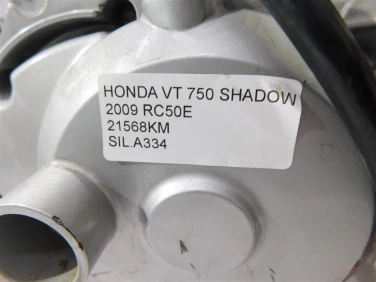 HONDA VT 750 SHADOW
2009 RC50E
21568KM
SIL.A334